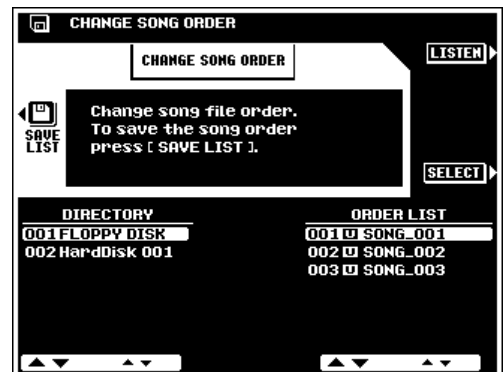 CHANGE SONG ORDER
CHANGE SONG ORDER
LISTEN
Change song file order.
To save the song order
press [ SAVE LIST ].
SAVE
LIST
SELECT
DIRECTORY
001 FLOPPY DISK
002 HardDisk 001
ORDER LIST
001 U SONG_001
002 U SONG_002
003 U SONG_003